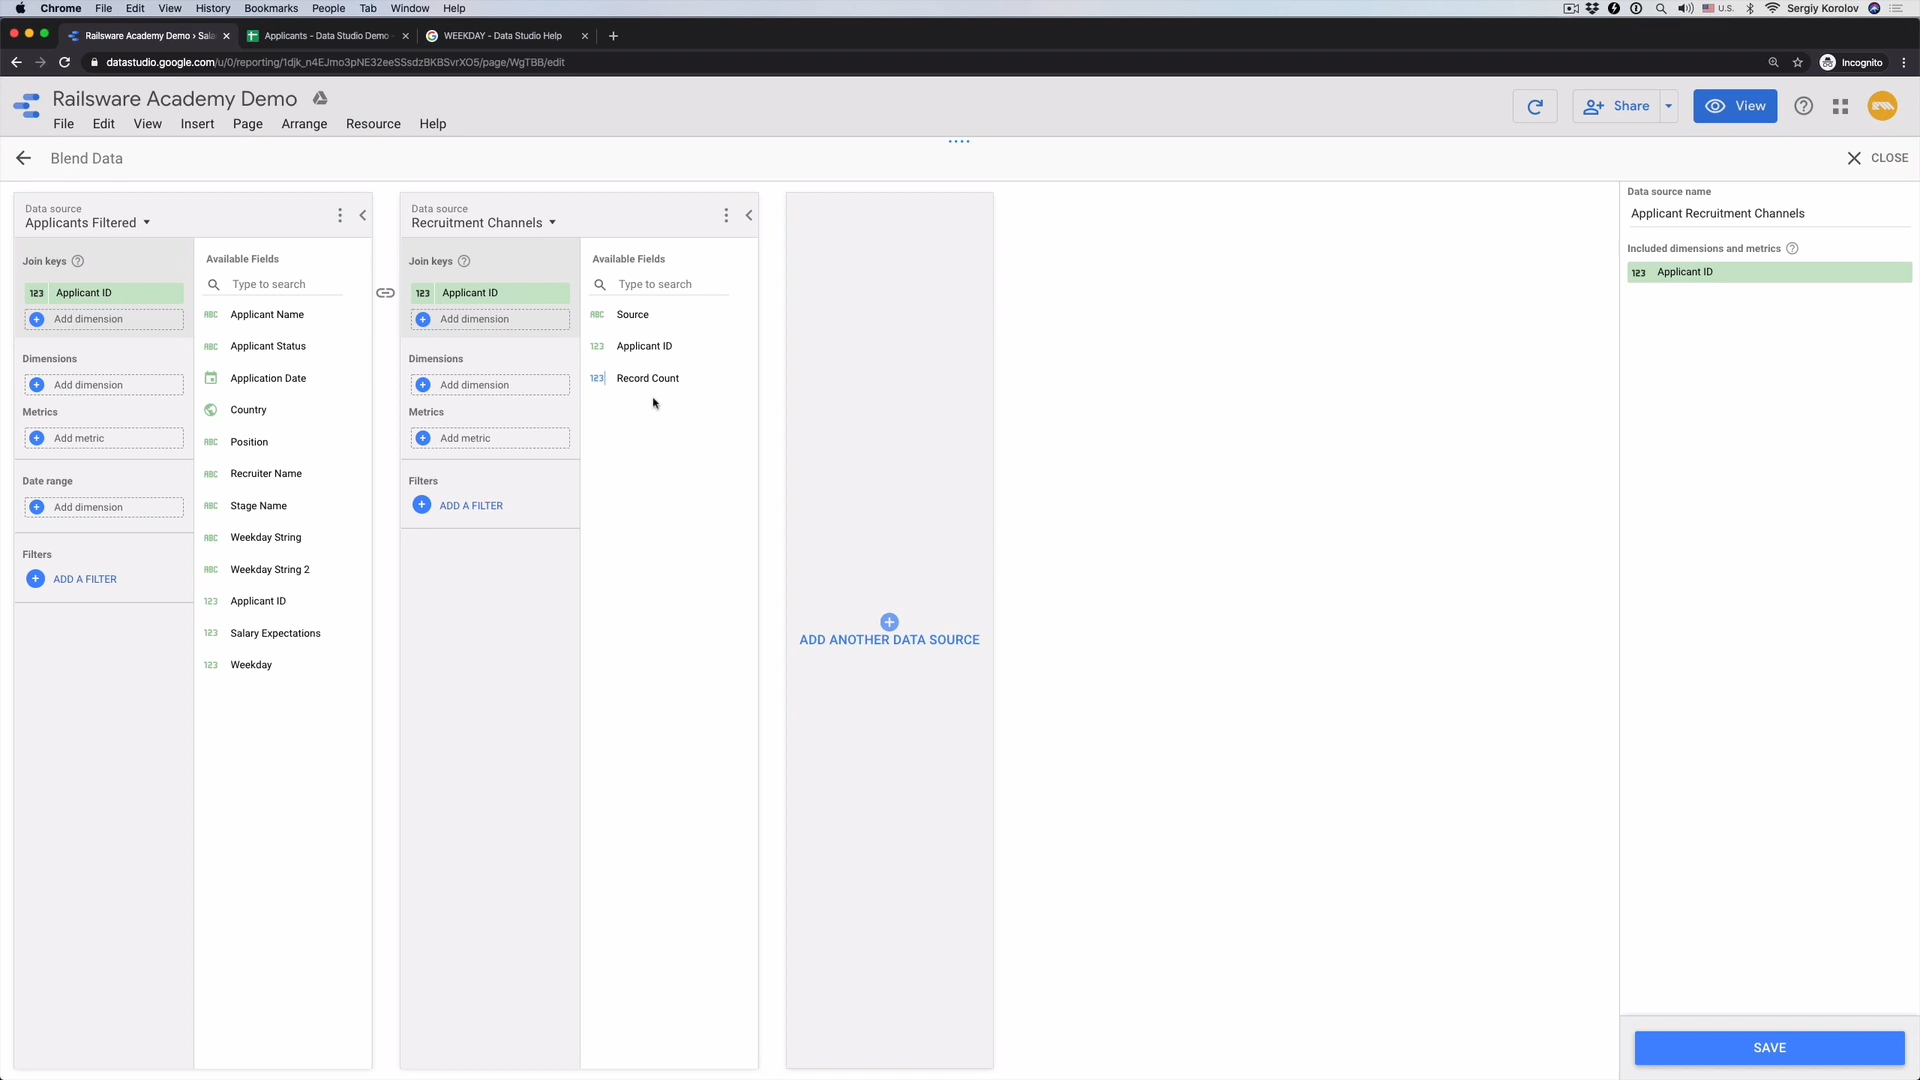 Chrome File Edit View History Bookmarks People Tab Window Help U.S. Sergiy Korolov
Railsware Academy Demo › Sala Applicants - Data Studio Demo WEEKDAY - Data Studio Help
datastudio.google.com/u/0/reporting/1djk_n4EJmo3pNE32eeSSsdzBKBSvrXO5/page/WgTBB/edit Incognito
Railsware Academy Demo
File Edit View Insert Page Arrange Resource Help
Share View
Blend Data
CLOSE
Data source
Applicants Filtered
Join keys
123 Applicant ID
Add dimension
Dimensions
Add dimension
Metrics
Add metric
Date range
Add dimension
Filters
ADD A FILTER
Available Fields
Type to search
ABC Applicant Name
ABC Applicant Status
Application Date
Country
ABC Position
ABC Recruiter Name
ABC Stage Name
ABC Weekday String
ABC Weekday String 2
123 Applicant ID
123 Salary Expectations
123 Weekday
Data source
Recruitment Channels
Join keys
123 Applicant ID
Add dimension
Dimensions
Add dimension
Metrics
Add metric
Filters
ADD A FILTER
Available Fields
Type to search
ABC Source
123 Applicant ID
123 Record Count
ADD ANOTHER DATA SOURCE
Data source name
Applicant Recruitment Channels
Included dimensions and metrics
123 Applicant ID
SAVE